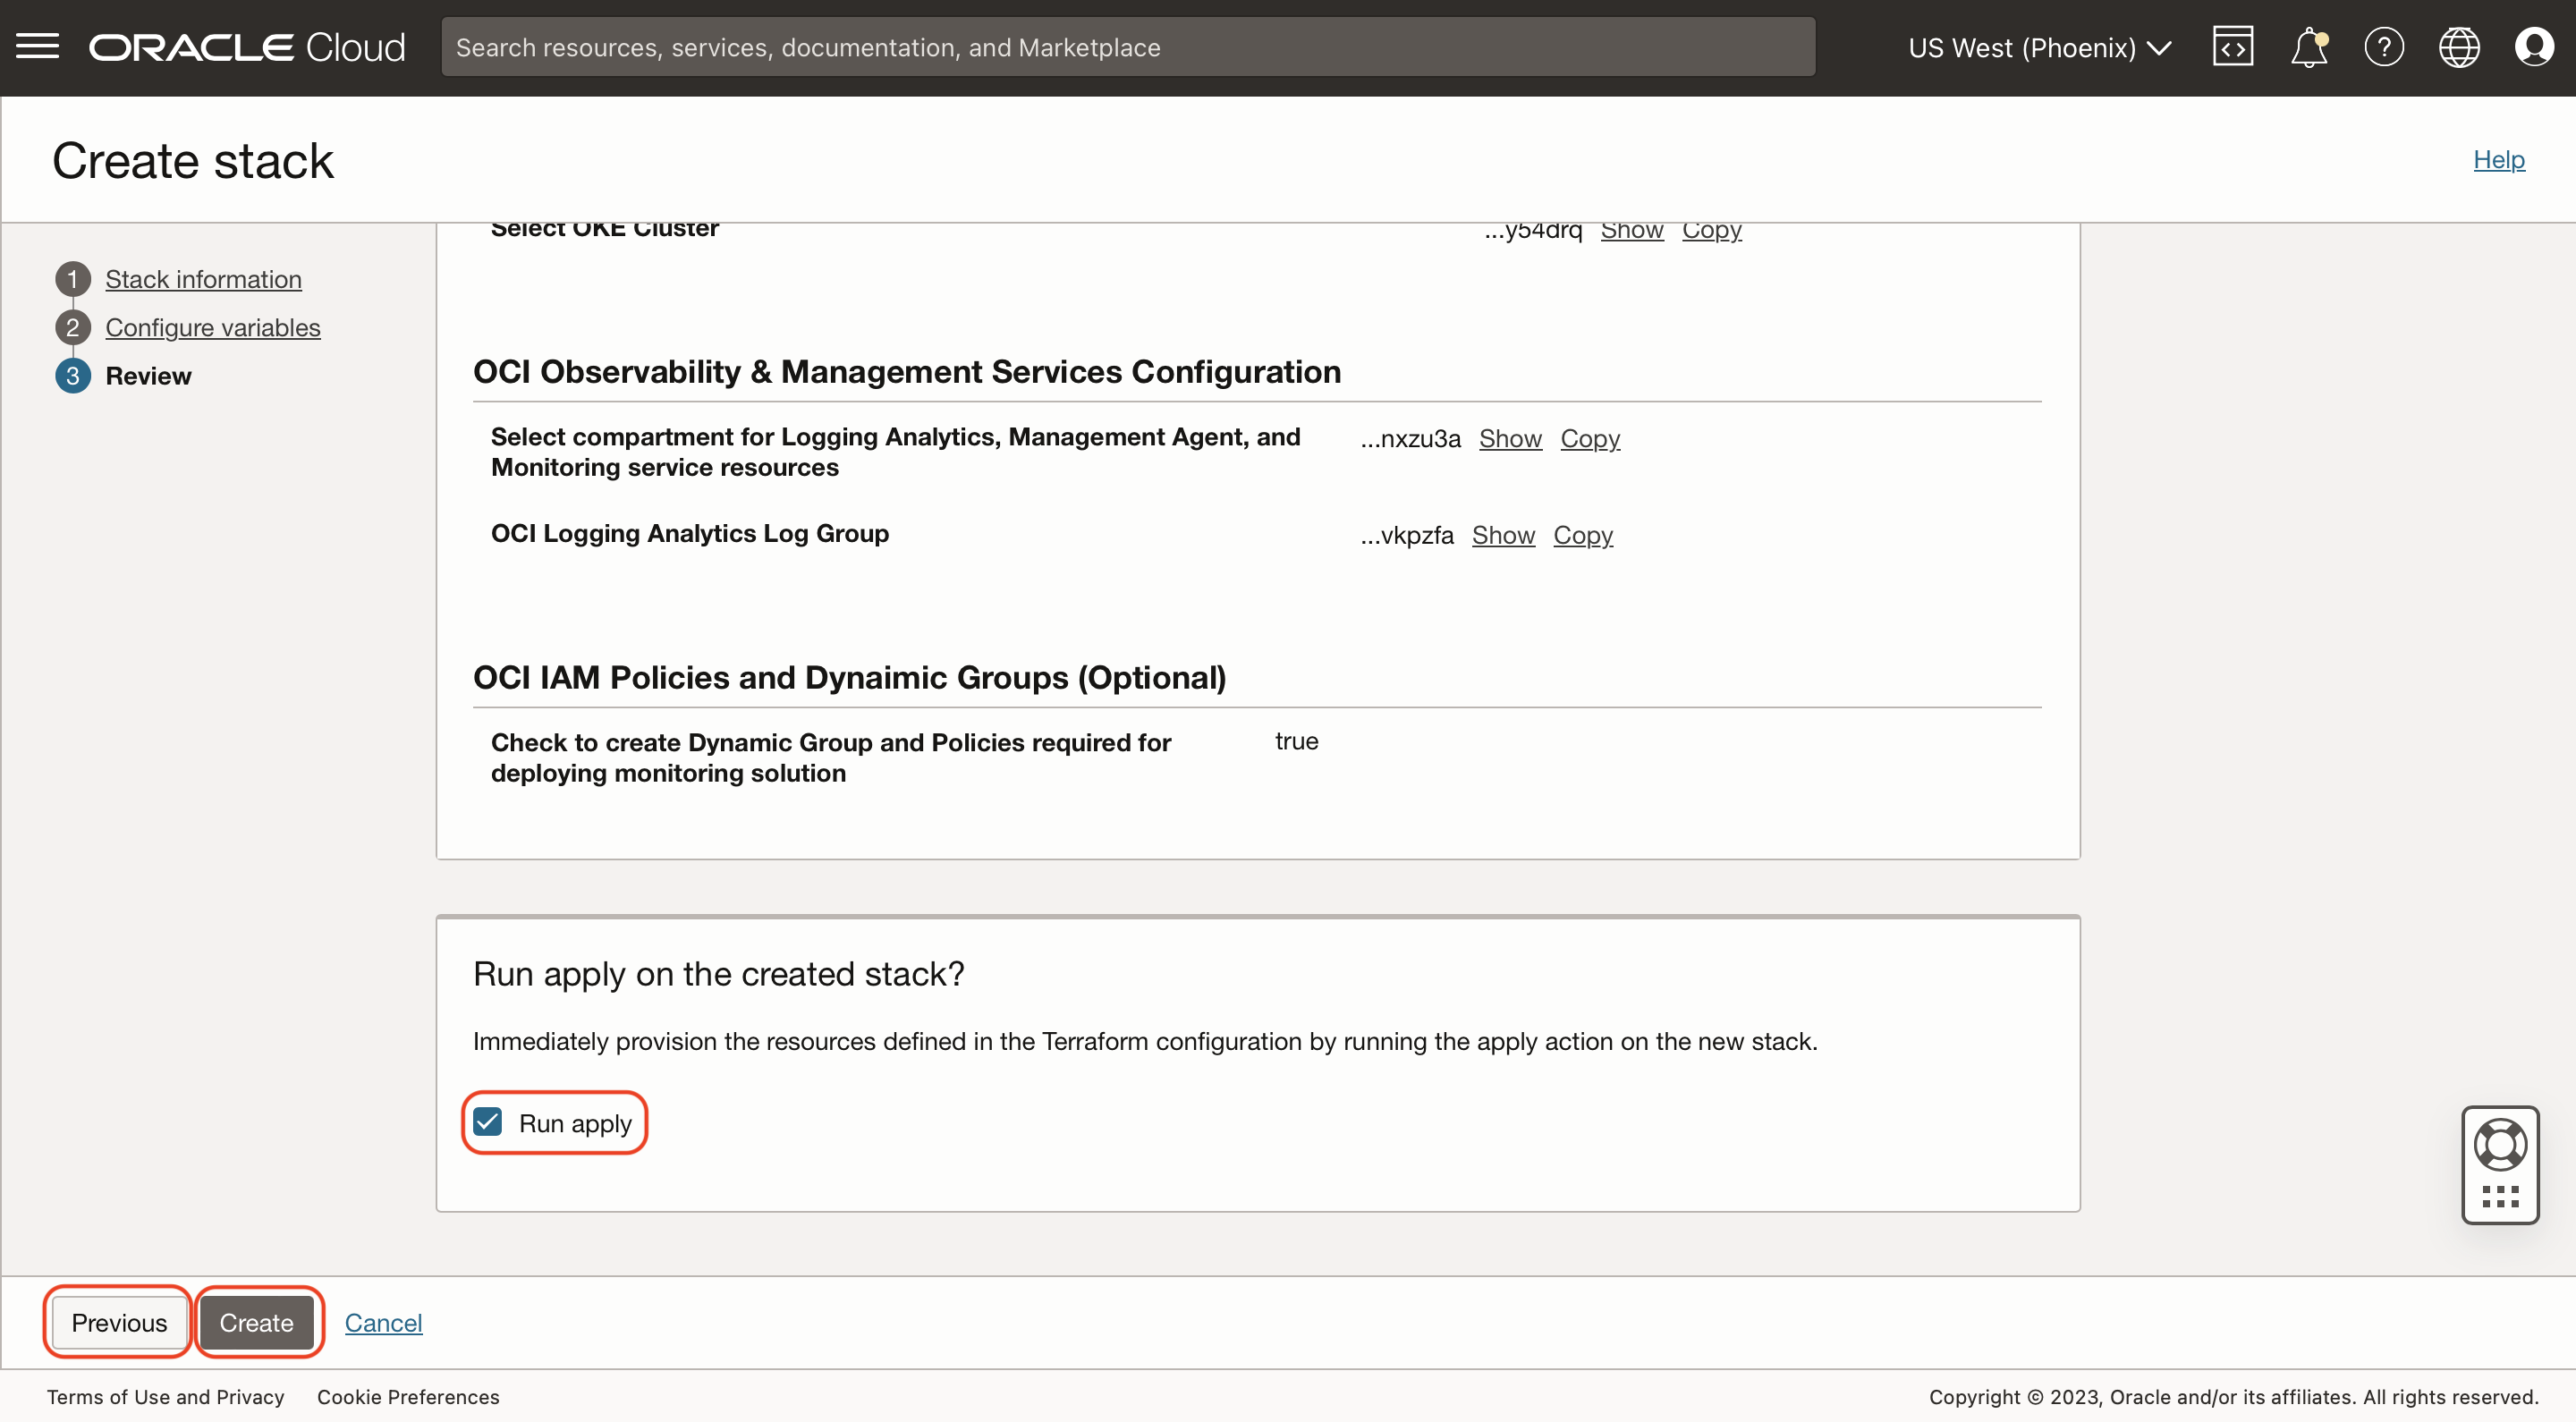 ORACLE Cloud
Search resources, services, documentation, and Marketplace
US West (Phoenix)
Create stack
Help
1 Stack information
2 Configure variables
3 Review
Select OKE Cluster ...y54drq Show Copy
OCI Observability & Management Services Configuration
Select compartment for Logging Analytics, Management Agent, and ...nxzu3a Show Copy
Monitoring service resources
OCI Logging Analytics Log Group ...vkpzfa Show Copy
OCI IAM Policies and Dynaimic Groups (Optional)
Check to create Dynamic Group and Policies required for true
deploying monitoring solution
Run apply on the created stack?
Immediately provision the resources defined in the Terraform configuration by running the apply action on the new stack.
Run apply
Previous Create Cancel
Terms of Use and Privacy Cookie Preferences
Copyright © 2023, Oracle and/or its affiliates. All rights reserved.